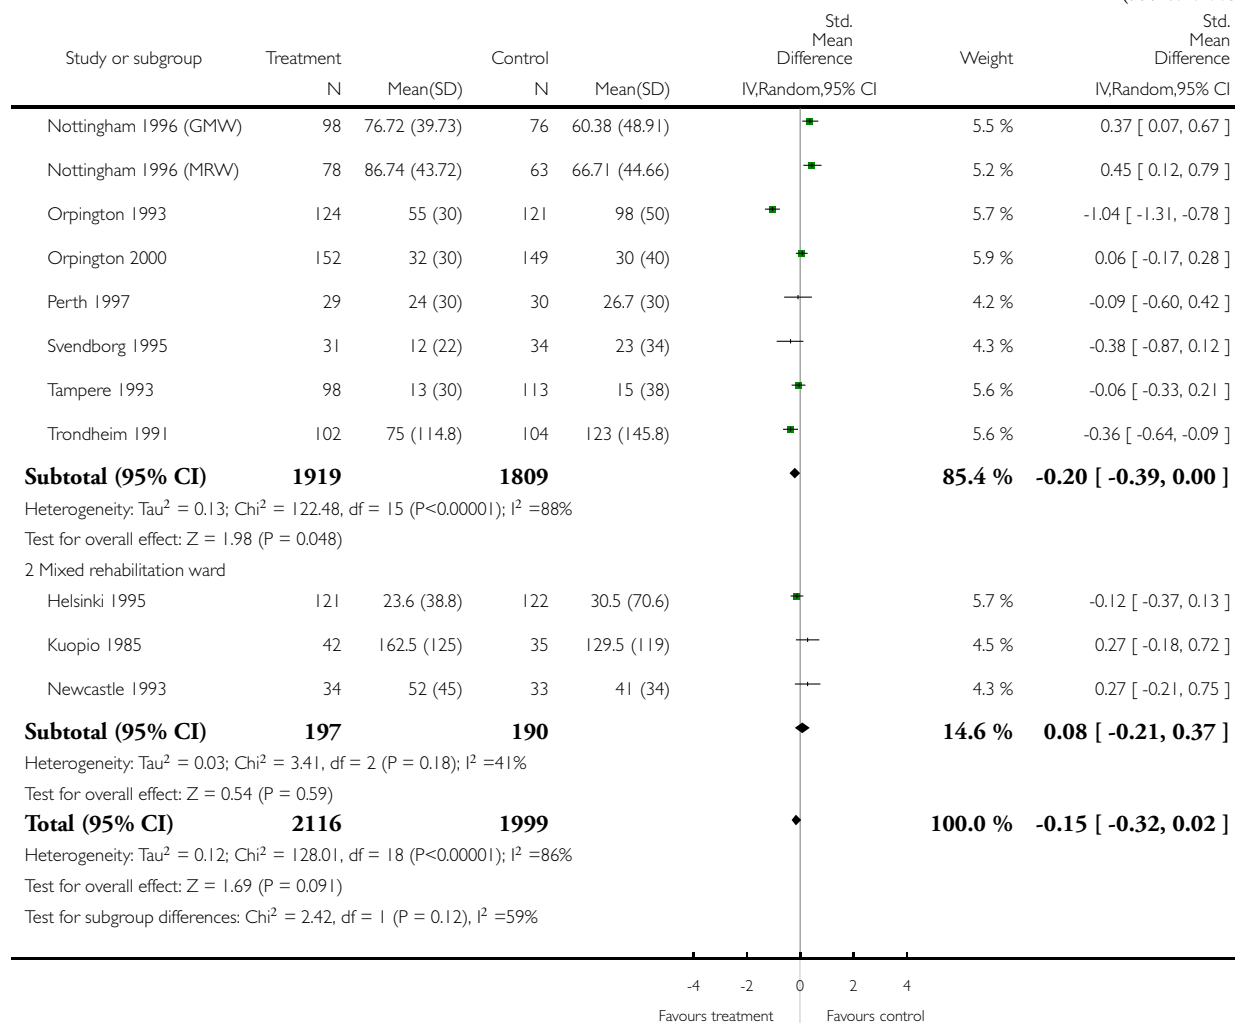 Std.
Mean
Difference
Std.
Mean
Difference
Study or subgroup Treatment Control Weight
N Mean(SD) N Mean(SD) IV,Random,95% CI IV,Random,95% CI
Nottingham 1996 (GMW) 98 76.72 (39.73) 76 60.38 (48.91) 5.5 % 0.37 [ 0.07, 0.67 ]
Nottingham 1996 (MRW) 78 86.74 (43.72) 63 66.71 (44.66) 5.2 % 0.45 [ 0.12, 0.79 ]
Orpington 1993 124 55 (30) 121 98 (50) 5.7 % -1.04 [ -1.31, -0.78 ]
Orpington 2000 152 32 (30) 149 30 (40) 5.9 % 0.06 [ -0.17, 0.28 ]
Perth 1997 29 24 (30) 30 26.7 (30) 4.2 % -0.09 [ -0.60, 0.42 ]
Svendborg 1995 31 12 (22) 34 23 (34) 4.3 % -0.38 [ -0.87, 0.12 ]
Tampere 1993 98 13 (30) 113 15 (38) 5.6 % -0.06 [ -0.33, 0.21 ]
Trondheim 1991 102 75 (114.8) 104 123 (145.8) 5.6 % -0.36 [ -0.64, -0.09 ]
Subtotal (95% CI) 1919 1809 85.4 % -0.20 [ -0.39, 0.00 ]
Heterogeneity: Tau² = 0.13; Chi² = 122.48, df = 15 (P<0.00001); I² =88%
Test for overall effect: Z = 1.98 (P = 0.048)
2 Mixed rehabilitation ward
Helsinki 1995 121 23.6 (38.8) 122 30.5 (70.6) 5.7 % -0.12 [ -0.37, 0.13 ]
Kuopio 1985 42 162.5 (125) 35 129.5 (119) 4.5 % 0.27 [ -0.18, 0.72 ]
Newcastle 1993 34 52 (45) 33 41 (34) 4.3 % 0.27 [ -0.21, 0.75 ]
Subtotal (95% CI) 197 190 14.6 % 0.08 [ -0.21, 0.37 ]
Heterogeneity: Tau² = 0.03; Chi² = 3.41, df = 2 (P = 0.18); I² =41%
Test for overall effect: Z = 0.54 (P = 0.59)
Total (95% CI) 2116 1999 100.0 % -0.15 [ -0.32, 0.02 ]
Heterogeneity: Tau² = 0.12; Chi² = 128.01, df = 18 (P<0.00001); I² =86%
Test for overall effect: Z = 1.69 (P = 0.091)
Test for subgroup differences: Chi² = 2.42, df = 1 (P = 0.12), I² =59%
-4 -2 0 2 4
Favours treatment Favours control